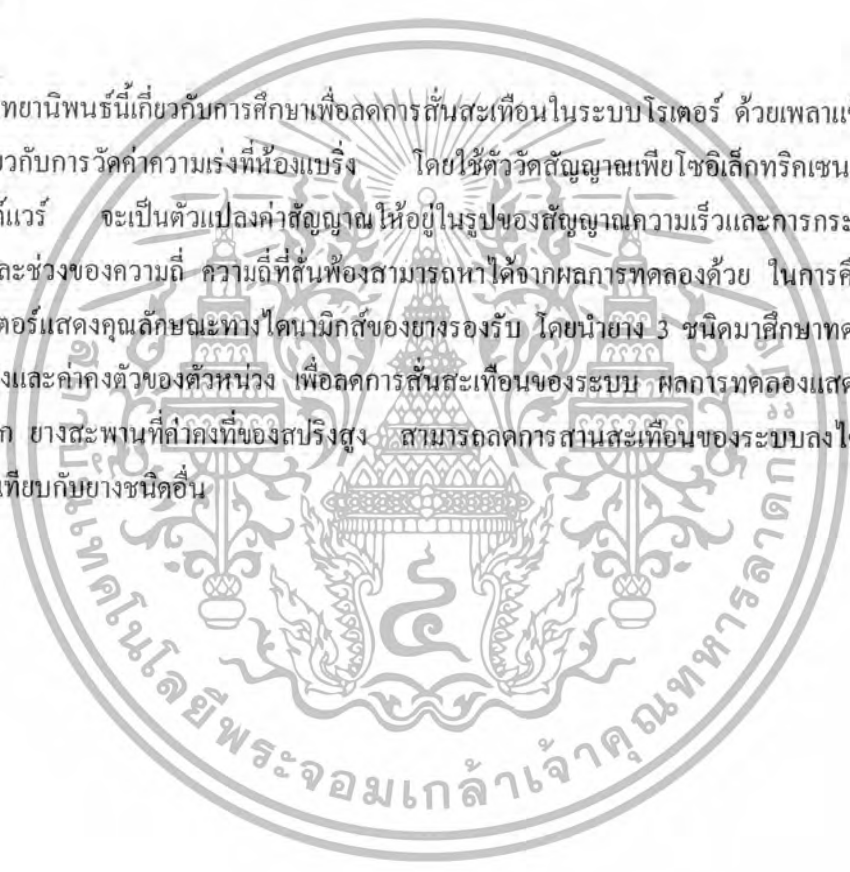 ทยานิพนธ์นี้เกี่ยวกับการศึกษาเพื่อลดการสั่นสะเทือนในระบบโรเตอร์ ด้วยเพลาแข
ยวกับการวัดค่าความเร่งที่ห้องแบริ่ง โดยใช้ตัววัดสัญญาณเพียโซอิเล็กทริคเซน
ต์แวร์ จะเป็นตัวแปลงค่าสัญญาณให้อยู่ในรูปของสัญญาณความเร็วและการกระ
ละช่วงของความถี่ ความถี่ที่สั่นพ้องสามารถหาได้จากผลการทดลองด้วย ในการศึ
ตอร์แสดงคุณลักษณะทางไดนามิกส์ของยางรองรับ โดยนำยาง 3 ชนิดมาศึกษาทด
งและค่าคงตัวของตัวหน่วง เพื่อลดการสั่นสะเทือนของระบบ ผลการทดลองแสด
ก ยางสะพานที่ค่าคงที่ของสปริงสูง สามารถลดการสานสะเทือนของระบบลงไ
เทียบกับยางชนิดอื่น
สถาบันเทคโนโลยีพระจอมเกล้าเจ้าคุณทหารลาดกระบัง